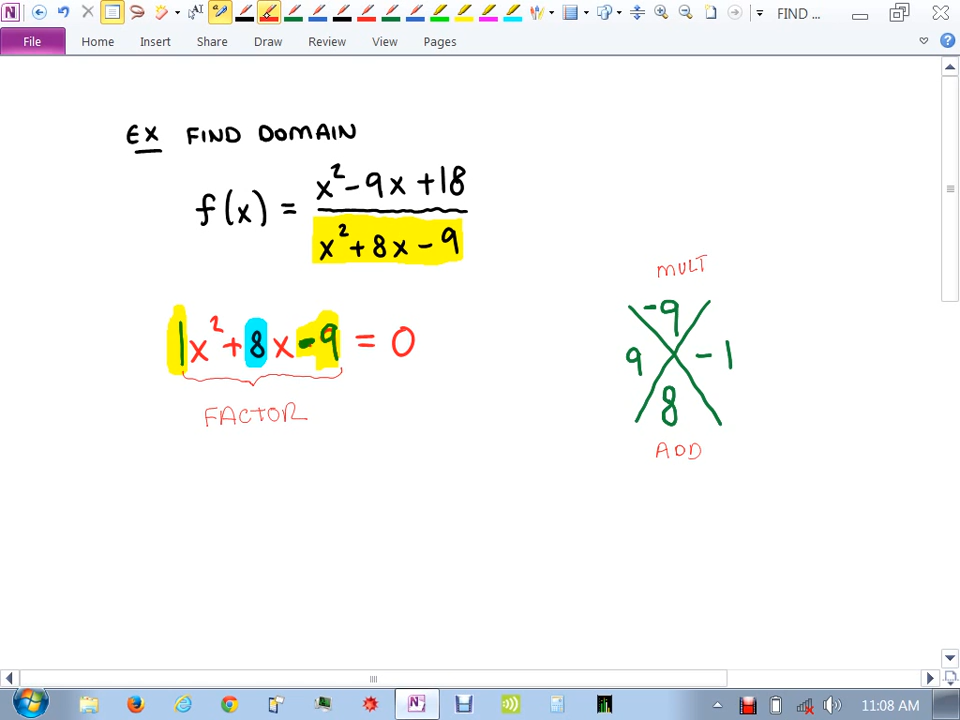 FIND ...
File Home Insert Share Draw Review View Pages
EX FIND DOMAIN
f(x) = x²-9x+18
x²+8x-9
MULT
-9
1x²+8x-9 = 0
9 -1
8
FACTOR
ADD
11:08 AM